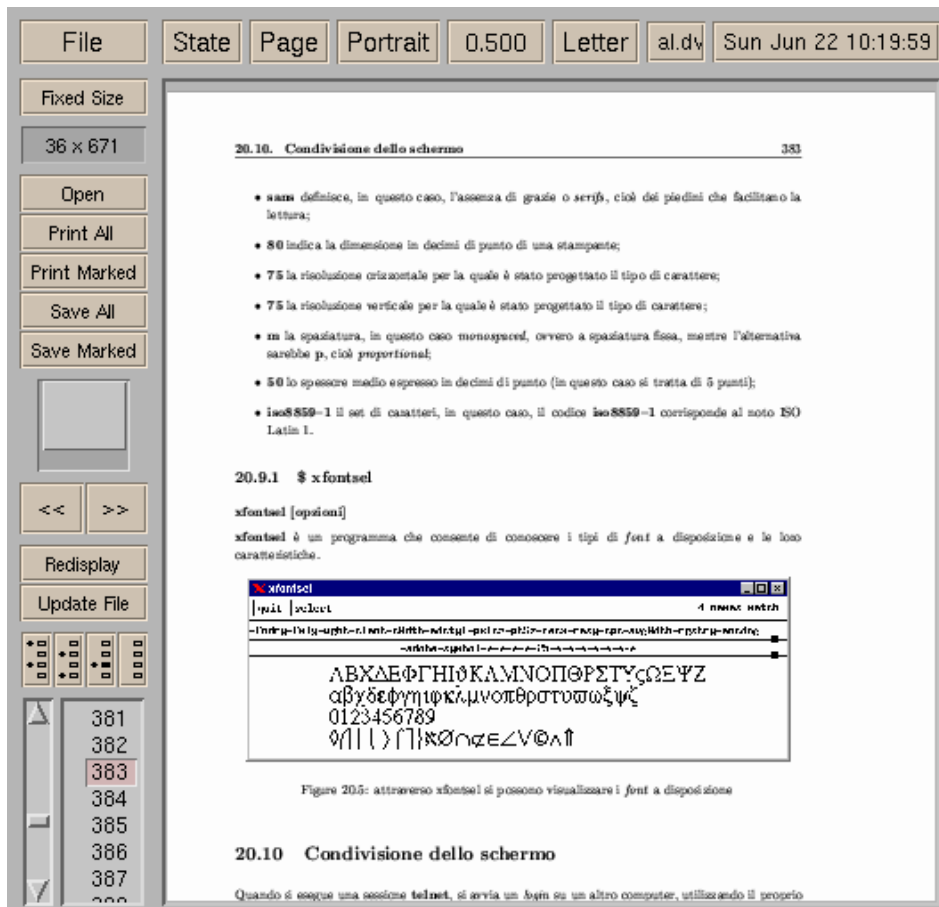 File State Page Portrait 0.500 Letter al.dv Sun Jun 22 10:19:59
Fixed Size
36 x 671
Open
Print All
Print Marked
Save All
Save Marked
<< >>
Redisplay
Update File
381
382
383
384
385
386
387
20.10. Condivisione dello schermo 383
• sans definisce, in questo caso, l'assenza di grazie o serifs, cioè dei piedini che facilitano la
lettura;
• 80 indica la dimensione in decimi di punto di una stampante;
• 75 la risoluzione orizzontale per la quale è stato progettato il tipo di carattere;
• 75 la risoluzione verticale per la quale è stato progettato il tipo di carattere;
• m la spaziatura, in questo caso monospaced, ovvero a spaziatura fissa, mentre l'alternativa
sarebbe p, cioè proportional;
• 50 lo spessore medio espresso in decimi di punto (in questo caso si tratta di 5 punti);
• iso8859-1 il set di caratteri, in questo caso, il codice iso8859-1 corrisponde al noto ISO
Latin 1.
20.9.1 $ xfontsel
xfontsel [opzioni]
xfontsel è un programma che consente di conoscere i tipi di font a disposizione e le loro
caratteristiche.
xfontsel
quit select 4 names match
ΑΒΧΔΕΦΓΗΙϑΚΛΜΝΟΠΘΡΣΤΥςΩΞΨΖ
αβχδεφγηιφκλμνοπθρστυϖωξψζ
0123456789
Figure 20.5: attraverso xfontsel si possono visualizzare i font a disposizione
20.10 Condivisione dello schermo
Quando si esegue una sessione telnet, si avvia un login su un altro computer, utilizzando il proprio